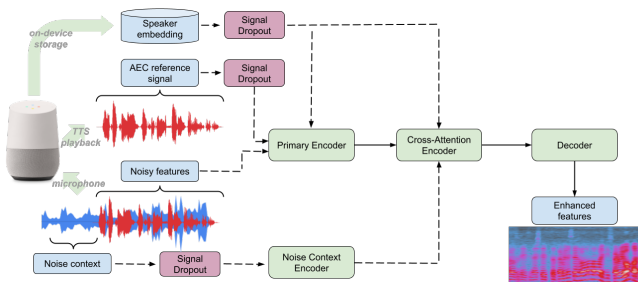 on-device
storage
Speaker
embedding
Signal
Dropout
AEC reference
signal
Signal
Dropout
TTS
playback
microphone
Noisy features
Primary Encoder
Cross-Attention
Encoder
Decoder
Enhanced
features
Noise context
Signal
Dropout
Noise Context
Encoder